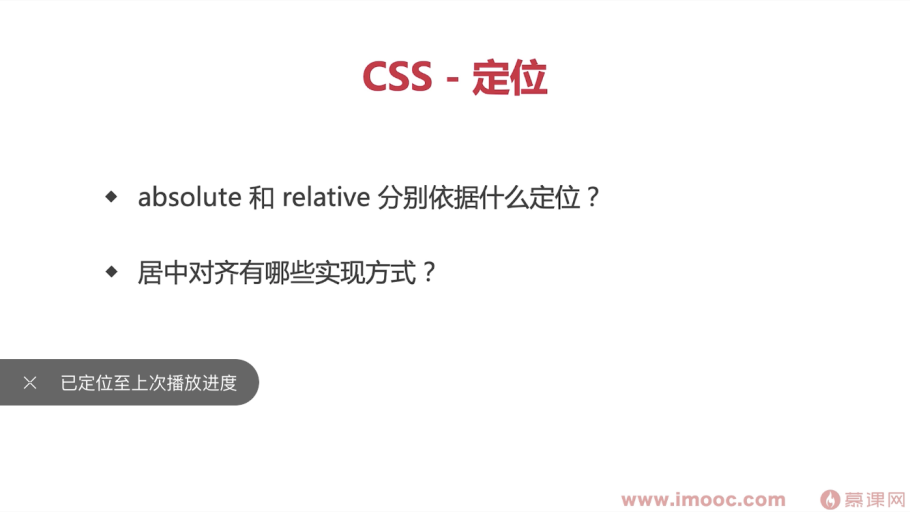 CSS - 定位
◆ absolute 和 relative 分别依据什么定位？
◆ 居中对齐有哪些实现方式？
× 已定位至上次播放进度
www.imooc.com 慕课网